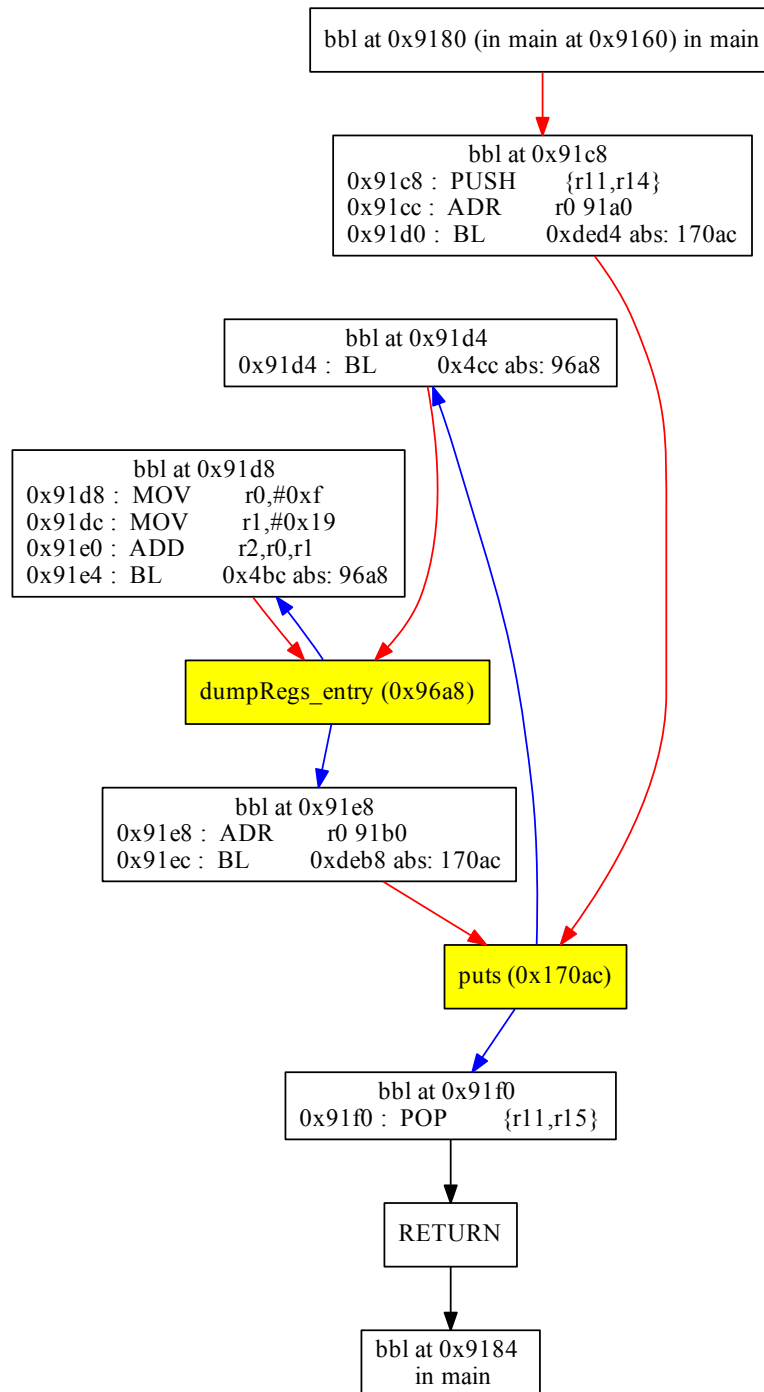 bbl at 0x9180 (in main at 0x9160) in main
bbl at 0x91c8
0x91c8 : PUSH {r11,r14}
0x91cc : ADR r0 91a0
0x91d0 : BL 0xded4 abs: 170ac
bbl at 0x91d4
0x91d4 : BL 0x4cc abs: 96a8
bbl at 0x91d8
0x91d8 : MOV r0,#0xf
0x91dc : MOV r1,#0x19
0x91e0 : ADD r2,r0,r1
0x91e4 : BL 0x4bc abs: 96a8
dumpRegs_entry (0x96a8)
bbl at 0x91e8
0x91e8 : ADR r0 91b0
0x91ec : BL 0xdeb8 abs: 170ac
puts (0x170ac)
bbl at 0x91f0
0x91f0 : POP {r11,r15}
RETURN
bbl at 0x9184
in main